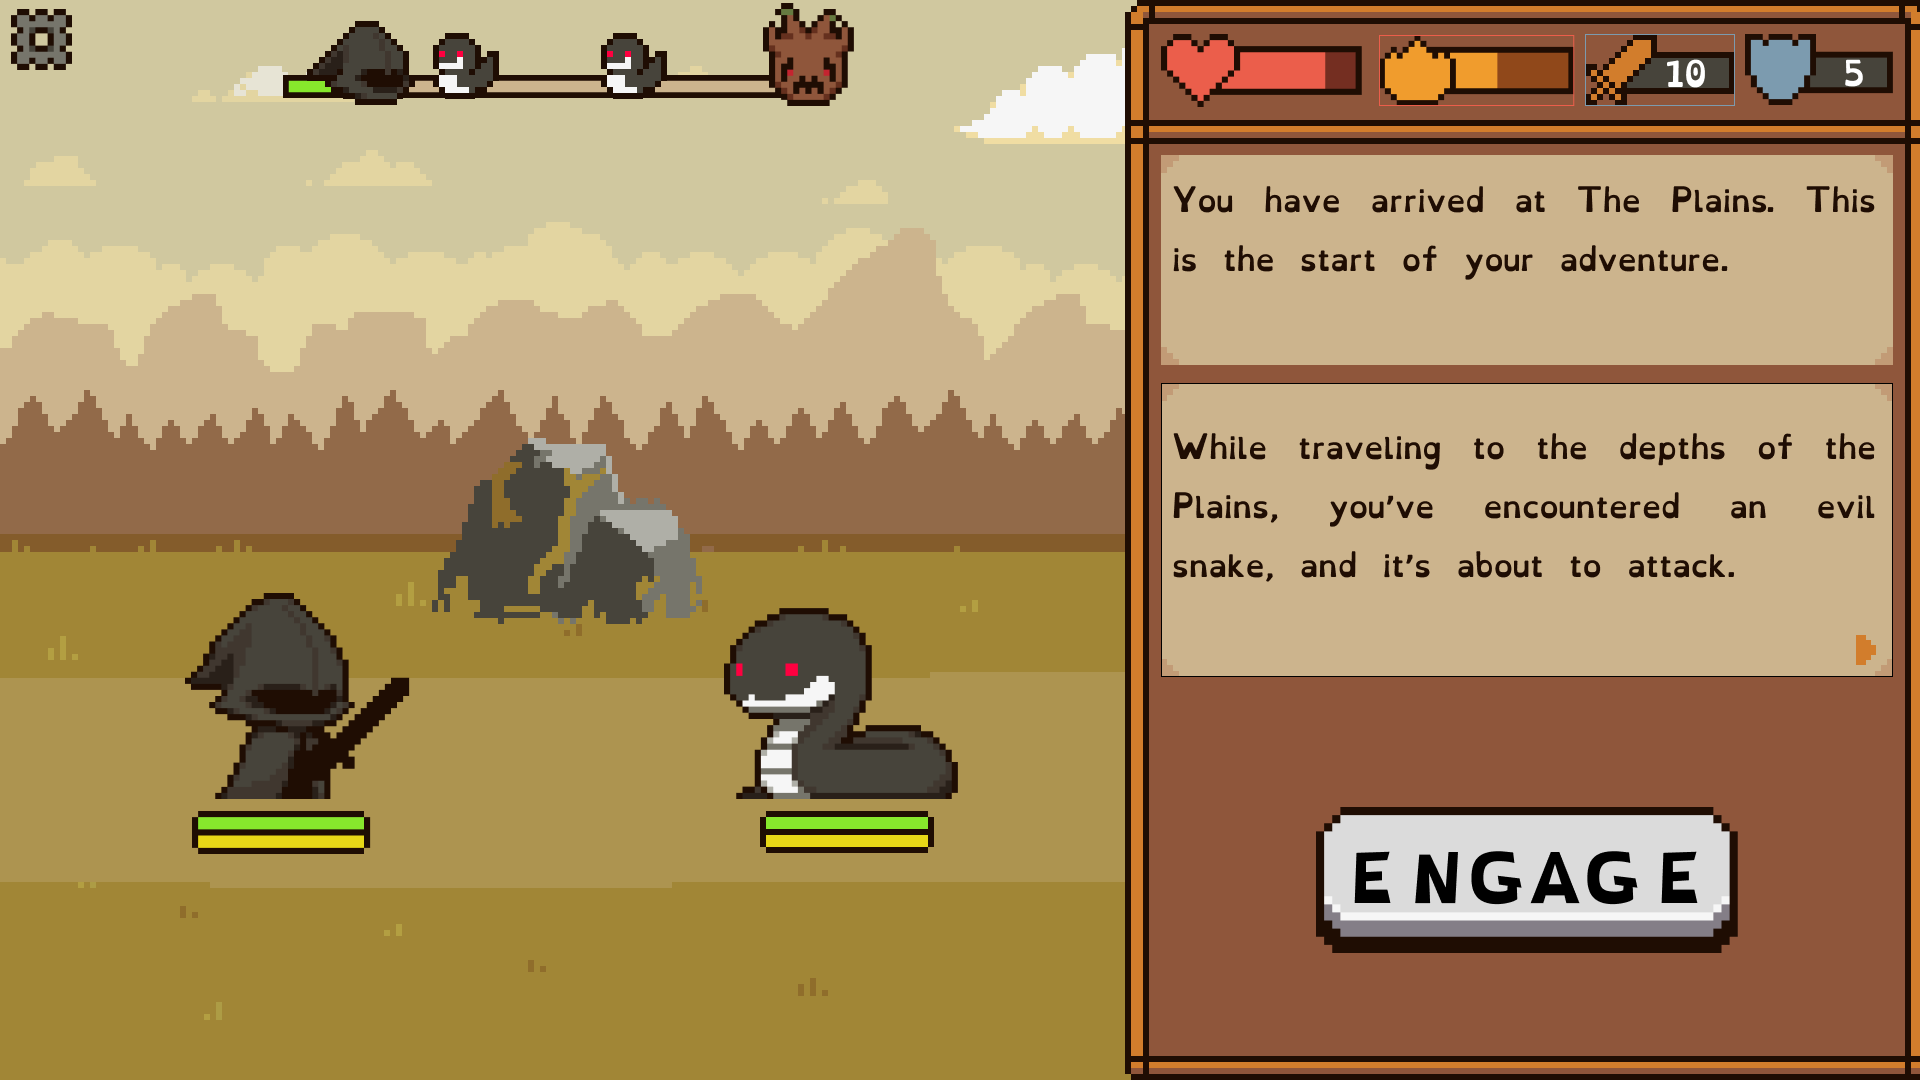 10
5
You have arrived at The Plains. This
is the start of your adventure.
While traveling to the depths of the
Plains, you've encountered an evil
snake, and it's about to attack.
ENGAGE